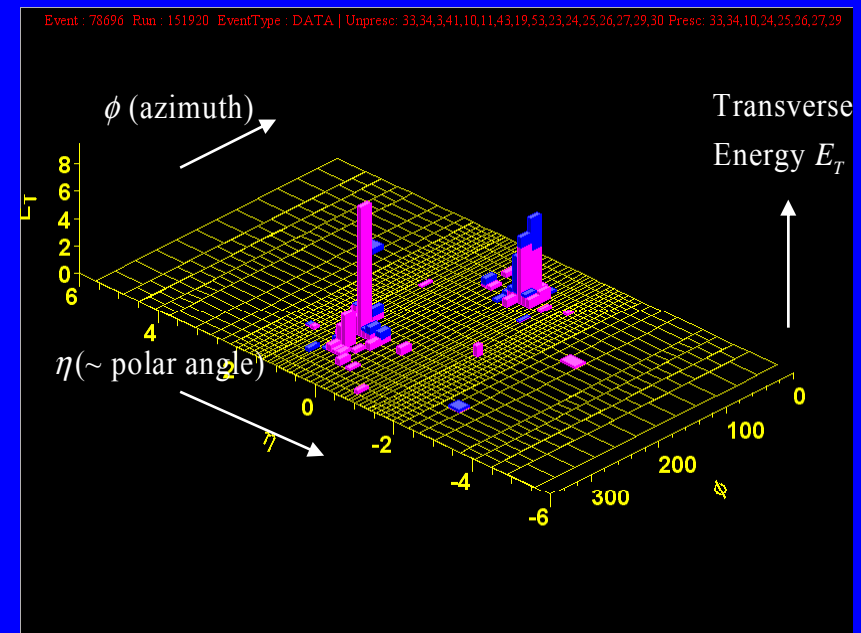 Event : 78696 Run : 151920 EventType : DATA | Unpresc: 33,34,3,41,10,11,43,19,53,23,24,25,26,27,29,30 Presc: 33,34,10,24,25,26,27,29
ϕ (azimuth)
Transverse
Energy E_T
8
6
4
2
0
E_T
6
4
2
0
-2
-4
-6
η
η(~ polar angle)
0
100
200
300
ϕ